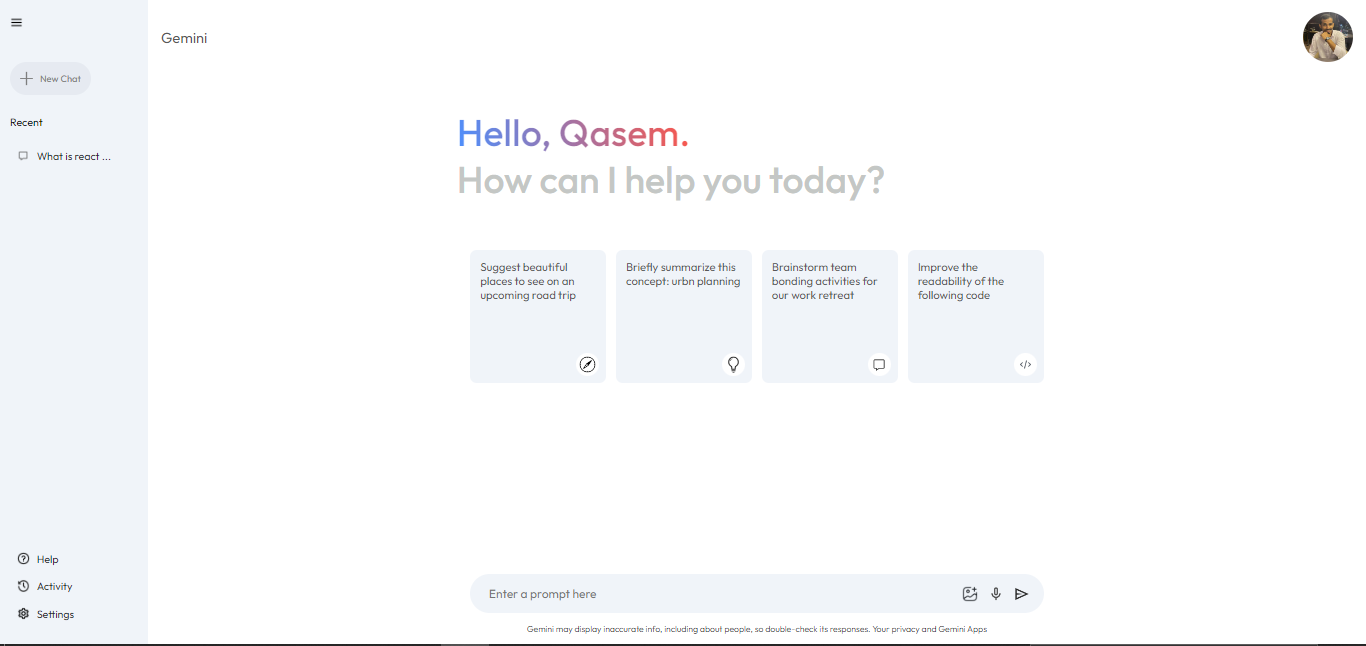 Gemini
New Chat
Recent
What is react ...
Hello, Qasem.
How can I help you today?
Suggest beautiful
places to see on an
upcoming road trip
Briefly summarize this
concept: urbn planning
Brainstorm team
bonding activities for
our work retreat
Improve the
readability of the
following code
</>
Help
Activity
Settings
Enter a prompt here
Gemini may display inaccurate info, including about people, so double-check its responses. Your privacy and Gemini Apps